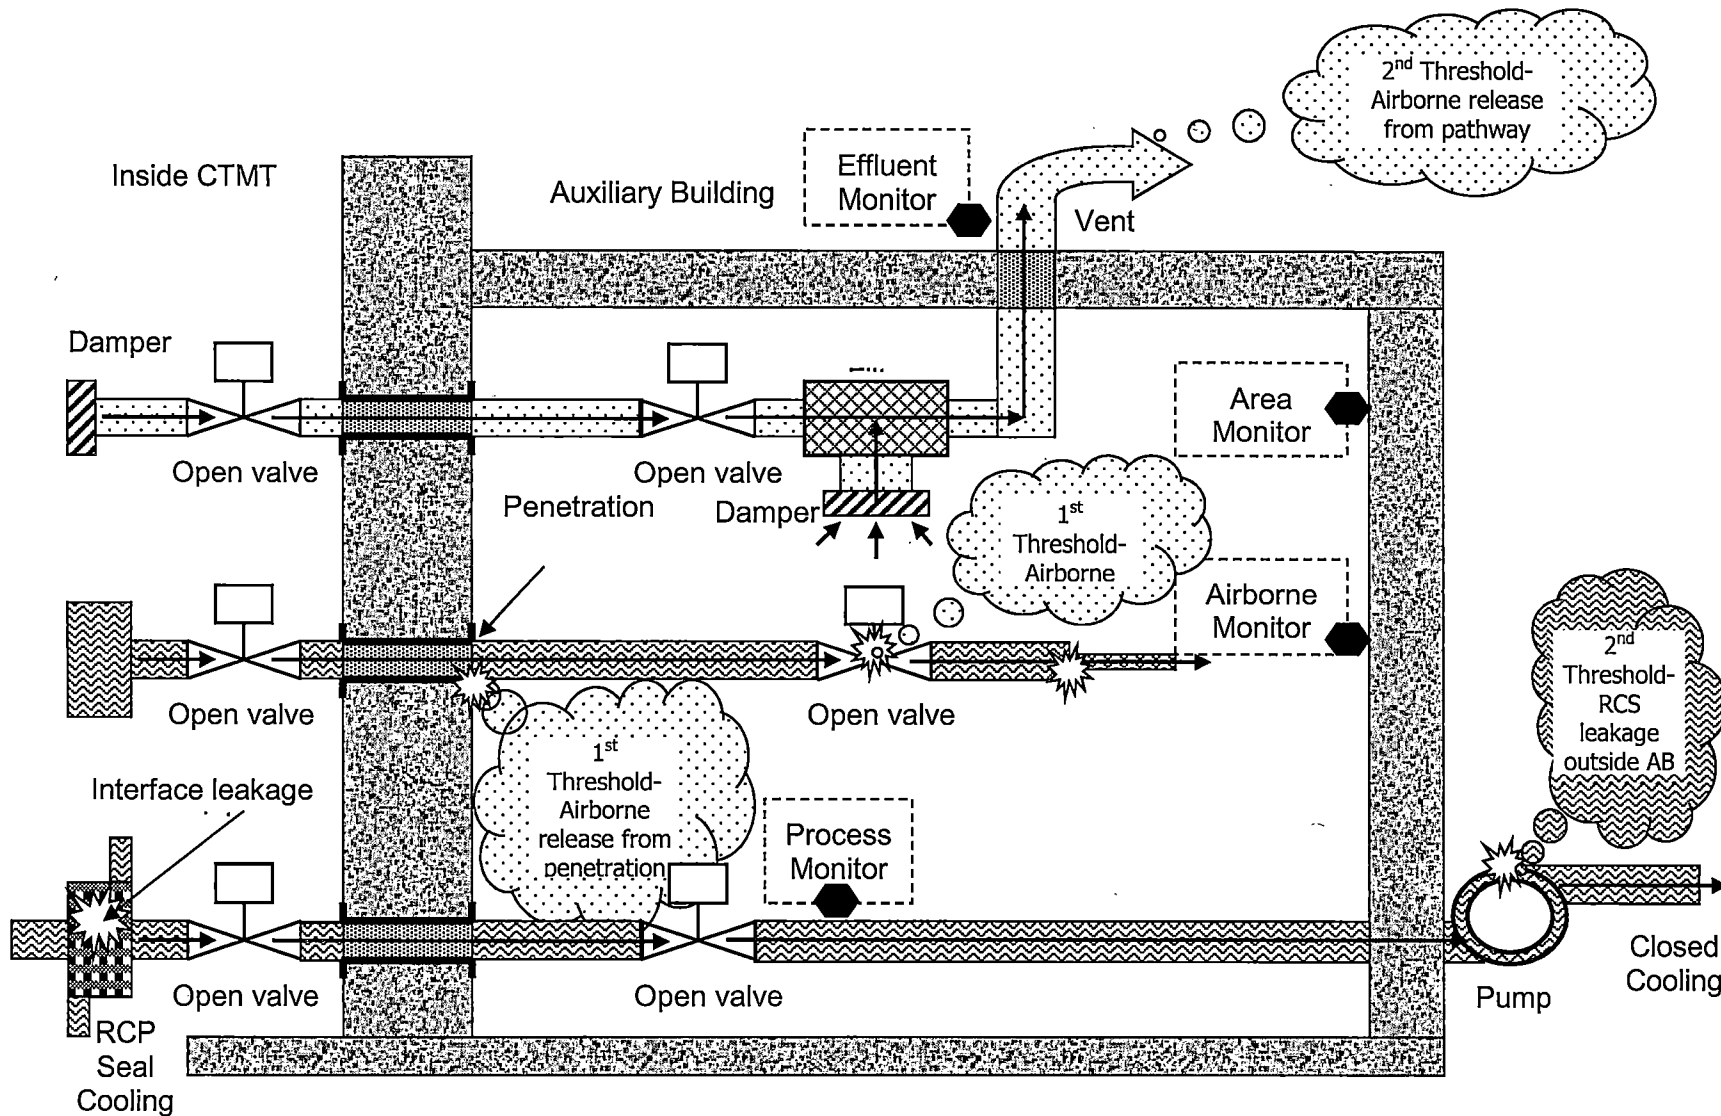 2nd Threshold-
Airborne release
from pathway
Effluent
Monitor
Inside CTMT
Auxiliary Building
Vent
Damper
Area
Monitor
Open valve
Open valve
Penetration
Damper
1st
Threshold-
Airborne
Airborne
Monitor
2nd
Threshold-
RCS
leakage
outside AB
Open valve
Open valve
1st
Threshold-
Airborne
release from
penetration
Interface leakage
Process
Monitor
Open valve
Open valve
Pump
Closed
Cooling
RCP
Seal
Cooling